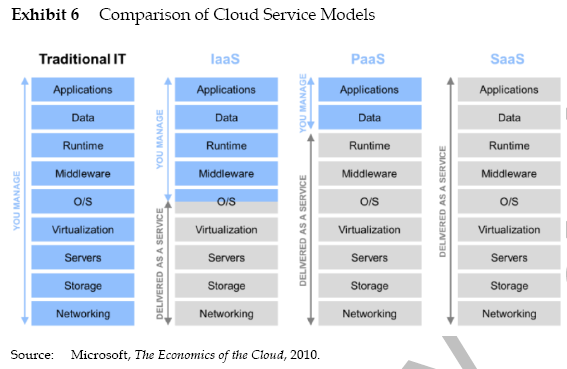 Exhibit 6 Comparison of Cloud Service Models
Traditional IT IaaS PaaS SaaS
YOU MANAGE
Applications
Data
Runtime
Middleware
O/S
Virtualization
Servers
Storage
Networking
YOU MANAGE
DELIVERED AS A SERVICE
Applications
Data
Runtime
Middleware
O/S
Virtualization
Servers
Storage
Networking
YOU MANAGE
DELIVERED AS A SERVICE
Applications
Data
Runtime
Middleware
O/S
Virtualization
Servers
Storage
Networking
DELIVERED AS A SERVICE
Applications
Data
Runtime
Middleware
O/S
Virtualization
Servers
Storage
Networking
Source: Microsoft, The Economics of the Cloud, 2010.